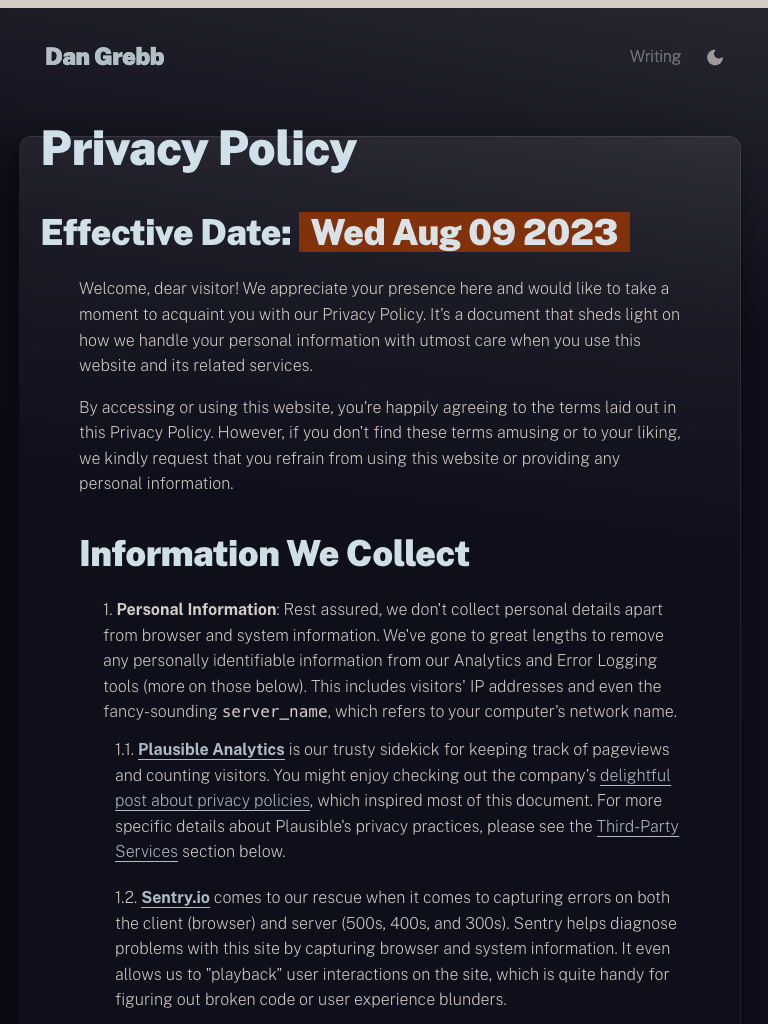 Dan Grebb
Writing
Privacy Policy
Effective Date: Wed Aug 09 2023
Welcome, dear visitor! We appreciate your presence here and would like to take a
moment to acquaint you with our Privacy Policy. It's a document that sheds light on
how we handle your personal information with utmost care when you use this
website and its related services.
By accessing or using this website, you're happily agreeing to the terms laid out in
this Privacy Policy. However, if you don't find these terms amusing or to your liking,
we kindly request that you refrain from using this website or providing any
personal information.
Information We Collect
1. Personal Information: Rest assured, we don't collect personal details apart
from browser and system information. We've gone to great lengths to remove
any personally identifiable information from our Analytics and Error Logging
tools (more on those below). This includes visitors' IP addresses and even the
fancy-sounding server_name, which refers to your computer's network name.
1.1. Plausible Analytics is our trusty sidekick for keeping track of pageviews
and counting visitors. You might enjoy checking out the company's delightful
post about privacy policies, which inspired most of this document. For more
specific details about Plausible's privacy practices, please see the Third-Party
Services section below.
1.2. Sentry.io comes to our rescue when it comes to capturing errors on both
the client (browser) and server (500s, 400s, and 300s). Sentry helps diagnose
problems with this site by capturing browser and system information. It even
allows us to "playback" user interactions on the site, which is quite handy for
figuring out broken code or user experience blunders.